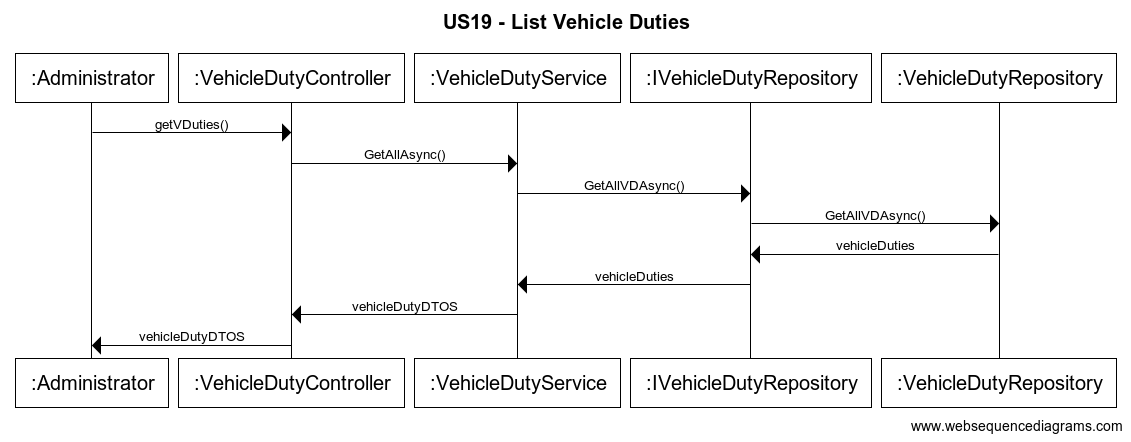 US19 - List Vehicle Duties
:Administrator :VehicleDutyController :VehicleDutyService :IVehicleDutyRepository :VehicleDutyRepository
getVDuties()
GetAllAsync()
GetAllVDAsync()
GetAllVDAsync()
vehicleDuties
vehicleDuties
vehicleDutyDTOS
vehicleDutyDTOS
:Administrator :VehicleDutyController :VehicleDutyService :IVehicleDutyRepository :VehicleDutyRepository
www.websequencediagrams.com